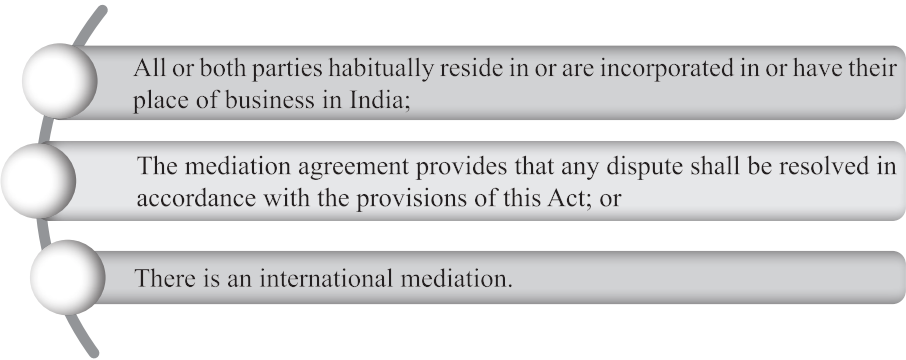 All or both parties habitually reside in or are incorporated in or have their
place of business in India;
The mediation agreement provides that any dispute shall be resolved in
accordance with the provisions of this Act; or
There is an international mediation.